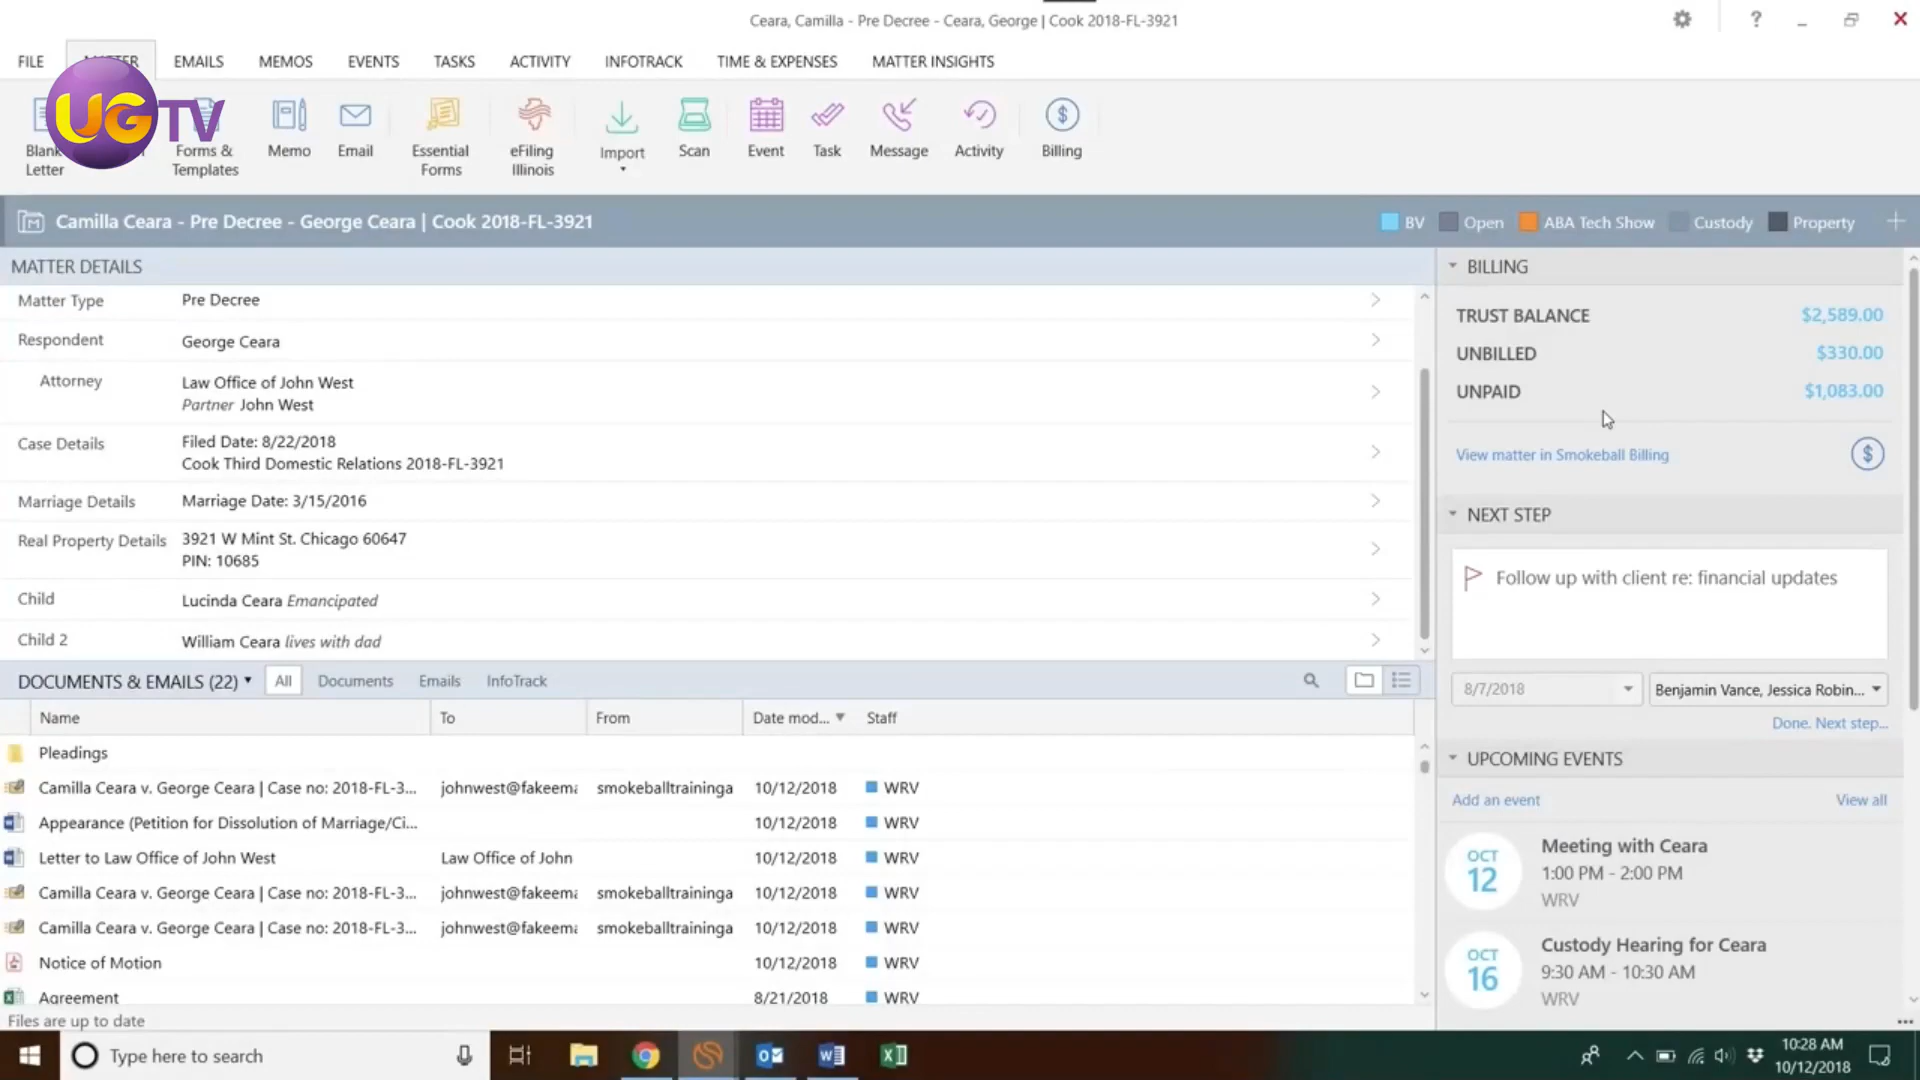 Ceara, Camilla - Pre Decree - Ceara, George | Cook 2018-FL-3921
?
FILE
EMAILS
MEMOS
EVENTS
TASKS
ACTIVITY
INFOTRACK
TIME & EXPENSES
MATTER INSIGHTS
UGTV
Blank
Letter
Forms &
Templates
Memo
Email
Essential
Forms
eFiling
Illinois
Import
Scan
Event
Task
Message
Activity
Billing
Camilla Ceara - Pre Decree - George Ceara | Cook 2018-FL-3921
BV
Open
ABA Tech Show
Custody
Property
MATTER DETAILS
Matter Type Pre Decree
Respondent George Ceara
Attorney Law Office of John West
Partner John West
Case Details Filed Date: 8/22/2018
Cook Third Domestic Relations 2018-FL-3921
Marriage Details Marriage Date: 3/15/2016
Real Property Details 3921 W Mint St. Chicago 60647
PIN: 10685
Child Lucinda Ceara Emancipated
Child 2 William Ceara lives with dad
BILLING
TRUST BALANCE $2,589.00
UNBILLED $330.00
UNPAID $1,083.00
View matter in Smokeball Billing
NEXT STEP
Follow up with client re: financial updates
8/7/2018 Benjamin Vance, Jessica Robin...
Done. Next step...
UPCOMING EVENTS
Add an event View all
OCT
12
Meeting with Ceara
1:00 PM - 2:00 PM
WRV
OCT
16
Custody Hearing for Ceara
9:30 AM - 10:30 AM
WRV
DOCUMENTS & EMAILS (22) All Documents Emails InfoTrack
Name To From Date mod... Staff
Pleadings
Camilla Ceara v. George Ceara | Case no: 2018-FL-3... johnwest@fakeema smokeballtraininga 10/12/2018 WRV
Appearance (Petition for Dissolution of Marriage/Ci... 10/12/2018 WRV
Letter to Law Office of John West Law Office of John 10/12/2018 WRV
Camilla Ceara v. George Ceara | Case no: 2018-FL-3... johnwest@fakeema smokeballtraininga 10/12/2018 WRV
Camilla Ceara v. George Ceara | Case no: 2018-FL-3... johnwest@fakeema smokeballtraininga 10/12/2018 WRV
Notice of Motion 10/12/2018 WRV
Agreement 8/21/2018 WRV
Files are up to date
Type here to search
10:28 AM
10/12/2018